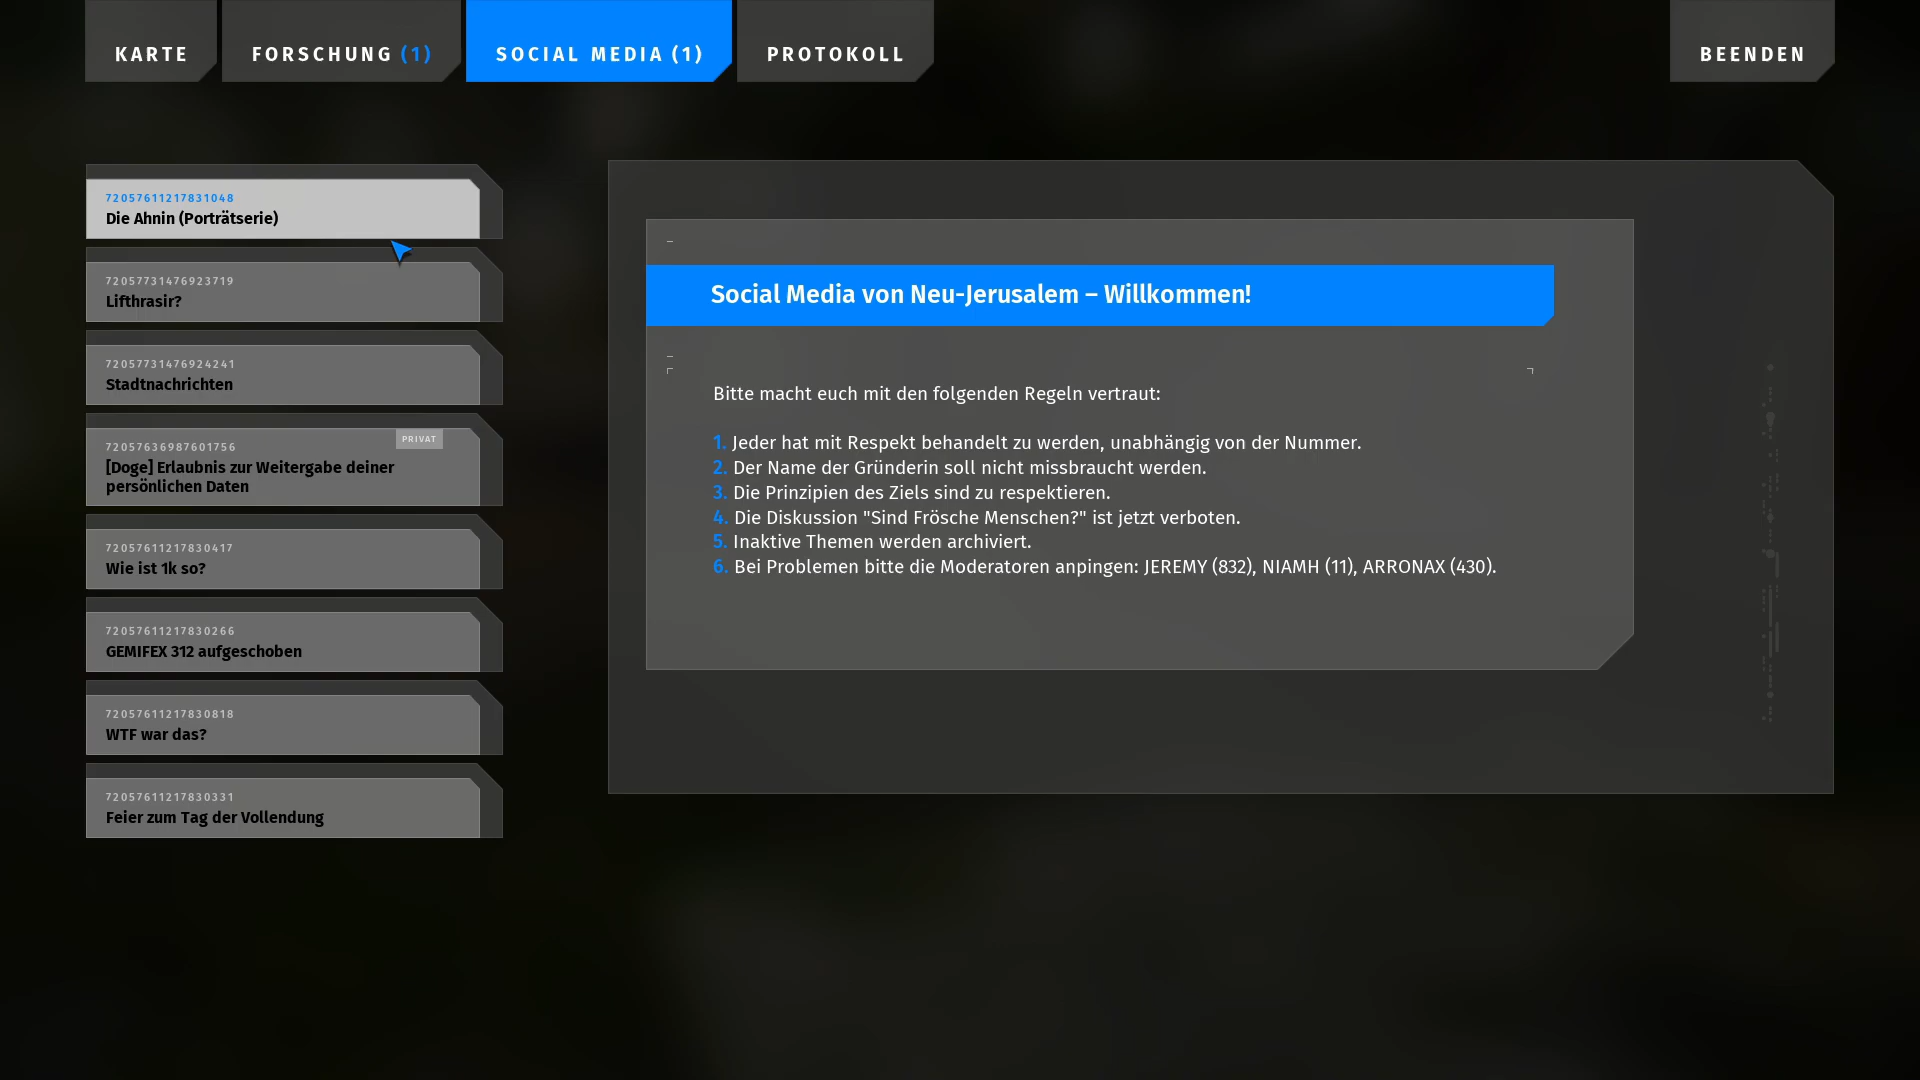 KARTE
FORSCHUNG (1)
SOCIAL MEDIA (1)
PROTOKOLL
BEENDEN
72057611217831048
Die Ahnin (Porträtserie)
72057731476923719
Lifthrasir?
72057731476924241
Stadtnachrichten
72057636987601756
PRIVAT
[Doge] Erlaubnis zur Weitergabe deiner
persönlichen Daten
72057611217830417
Wie ist 1k so?
72057611217830266
GEMIFEX 312 aufgeschoben
72057611217830818
WTF war das?
72057611217830331
Feier zum Tag der Vollendung
Social Media von Neu-Jerusalem – Willkommen!
Bitte macht euch mit den folgenden Regeln vertraut:
1. Jeder hat mit Respekt behandelt zu werden, unabhängig von der Nummer.
2. Der Name der Gründerin soll nicht missbraucht werden.
3. Die Prinzipien des Ziels sind zu respektieren.
4. Die Diskussion "Sind Frösche Menschen?" ist jetzt verboten.
5. Inaktive Themen werden archiviert.
6. Bei Problemen bitte die Moderatoren anpingen: JEREMY (832), NIAMH (11), ARRONAX (430).